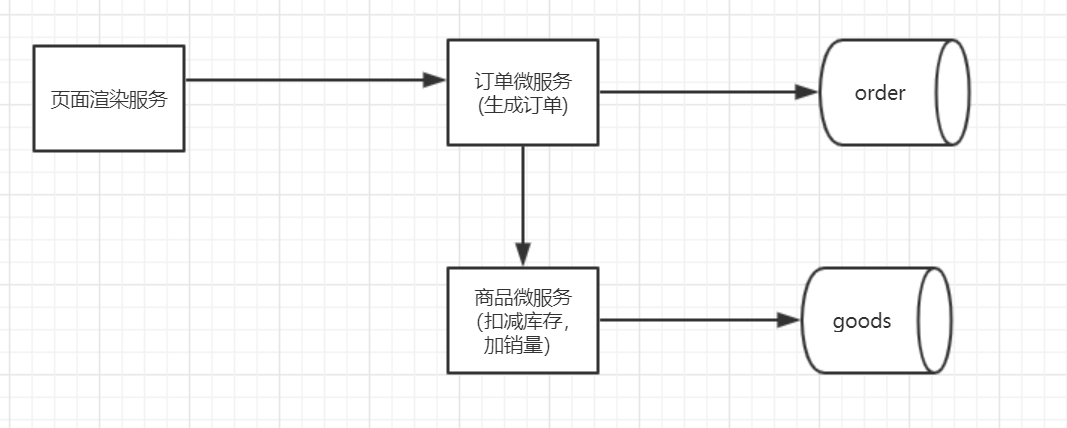 页面渲染服务
订单微服务
(生成订单)
order
商品微服务
（扣减库存，
加销量）
goods